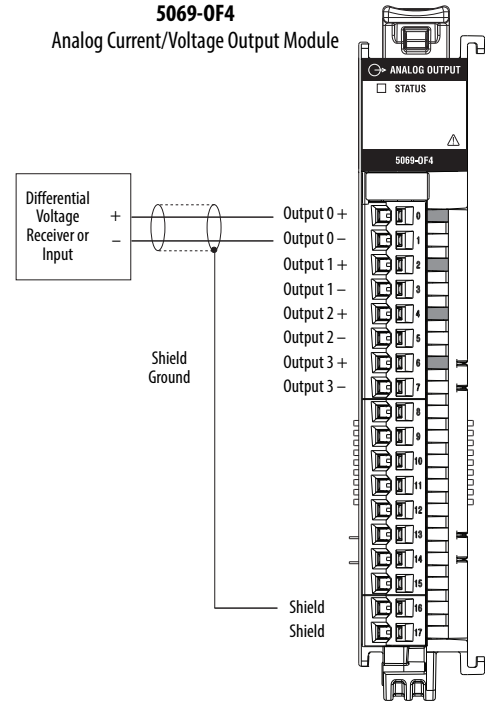 5069-OF4
Analog Current/Voltage Output Module
ANALOG OUTPUT
STATUS
5069-OF4
Differential
Voltage
Receiver or
Input
+
–
Output 0 +
Output 0 –
Output 1 +
Output 1 –
Output 2 +
Output 2 –
Output 3 +
Output 3 –
Shield
Ground
Shield
Shield
0
1
2
3
4
5
6
7
8
9
10
11
12
13
14
15
16
17